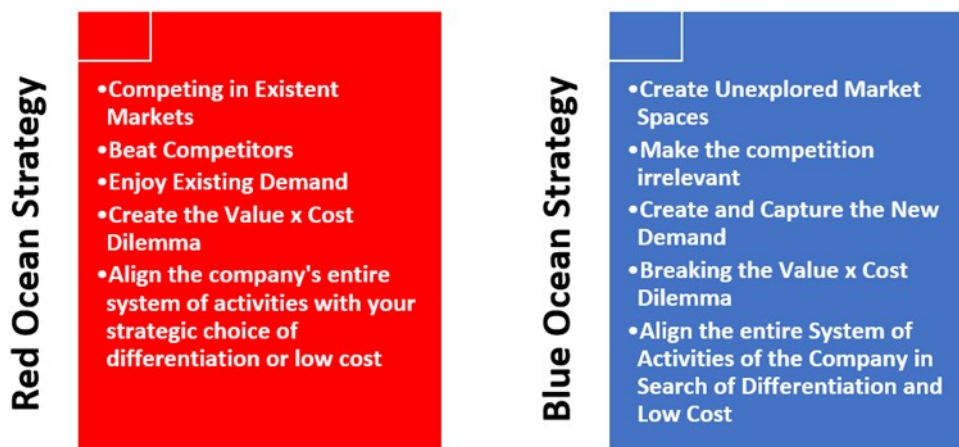 Red Ocean Strategy
•Competing in Existent
Markets
•Beat Competitors
•Enjoy Existing Demand
•Create the Value x Cost
Dilemma
•Align the company's entire
system of activities with your
strategic choice of
differentiation or low cost
Blue Ocean Strategy
•Create Unexplored Market
Spaces
•Make the competition
irrelevant
•Create and Capture the New
Demand
•Breaking the Value x Cost
Dilemma
•Align the entire System of
Activities of the Company in
Search of Differentiation and
Low Cost